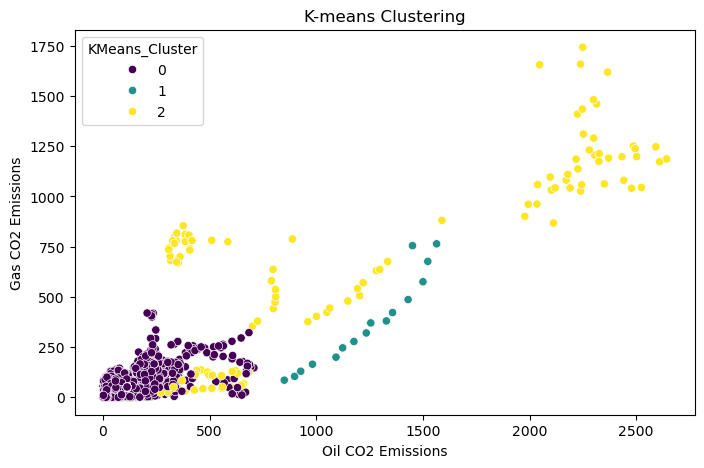 K-means Clustering
KMeans_Cluster
0
1
2
Gas CO2 Emissions
1750
1500
1250
1000
750
500
250
0
0 500 1000 1500 2000 2500
Oil CO2 Emissions